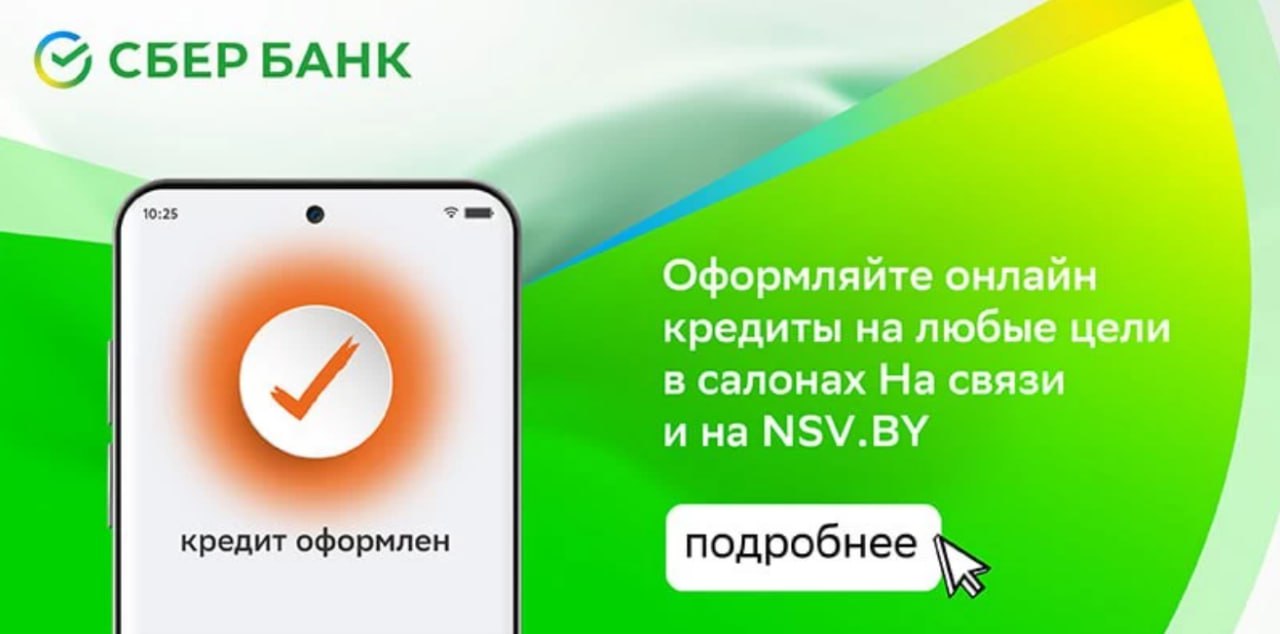 СБЕР БАНК
10:25
кредит оформлен
Оформляйте онлайн
кредиты на любые цели
в салонах На связи
и на NSV.BY
подробнее